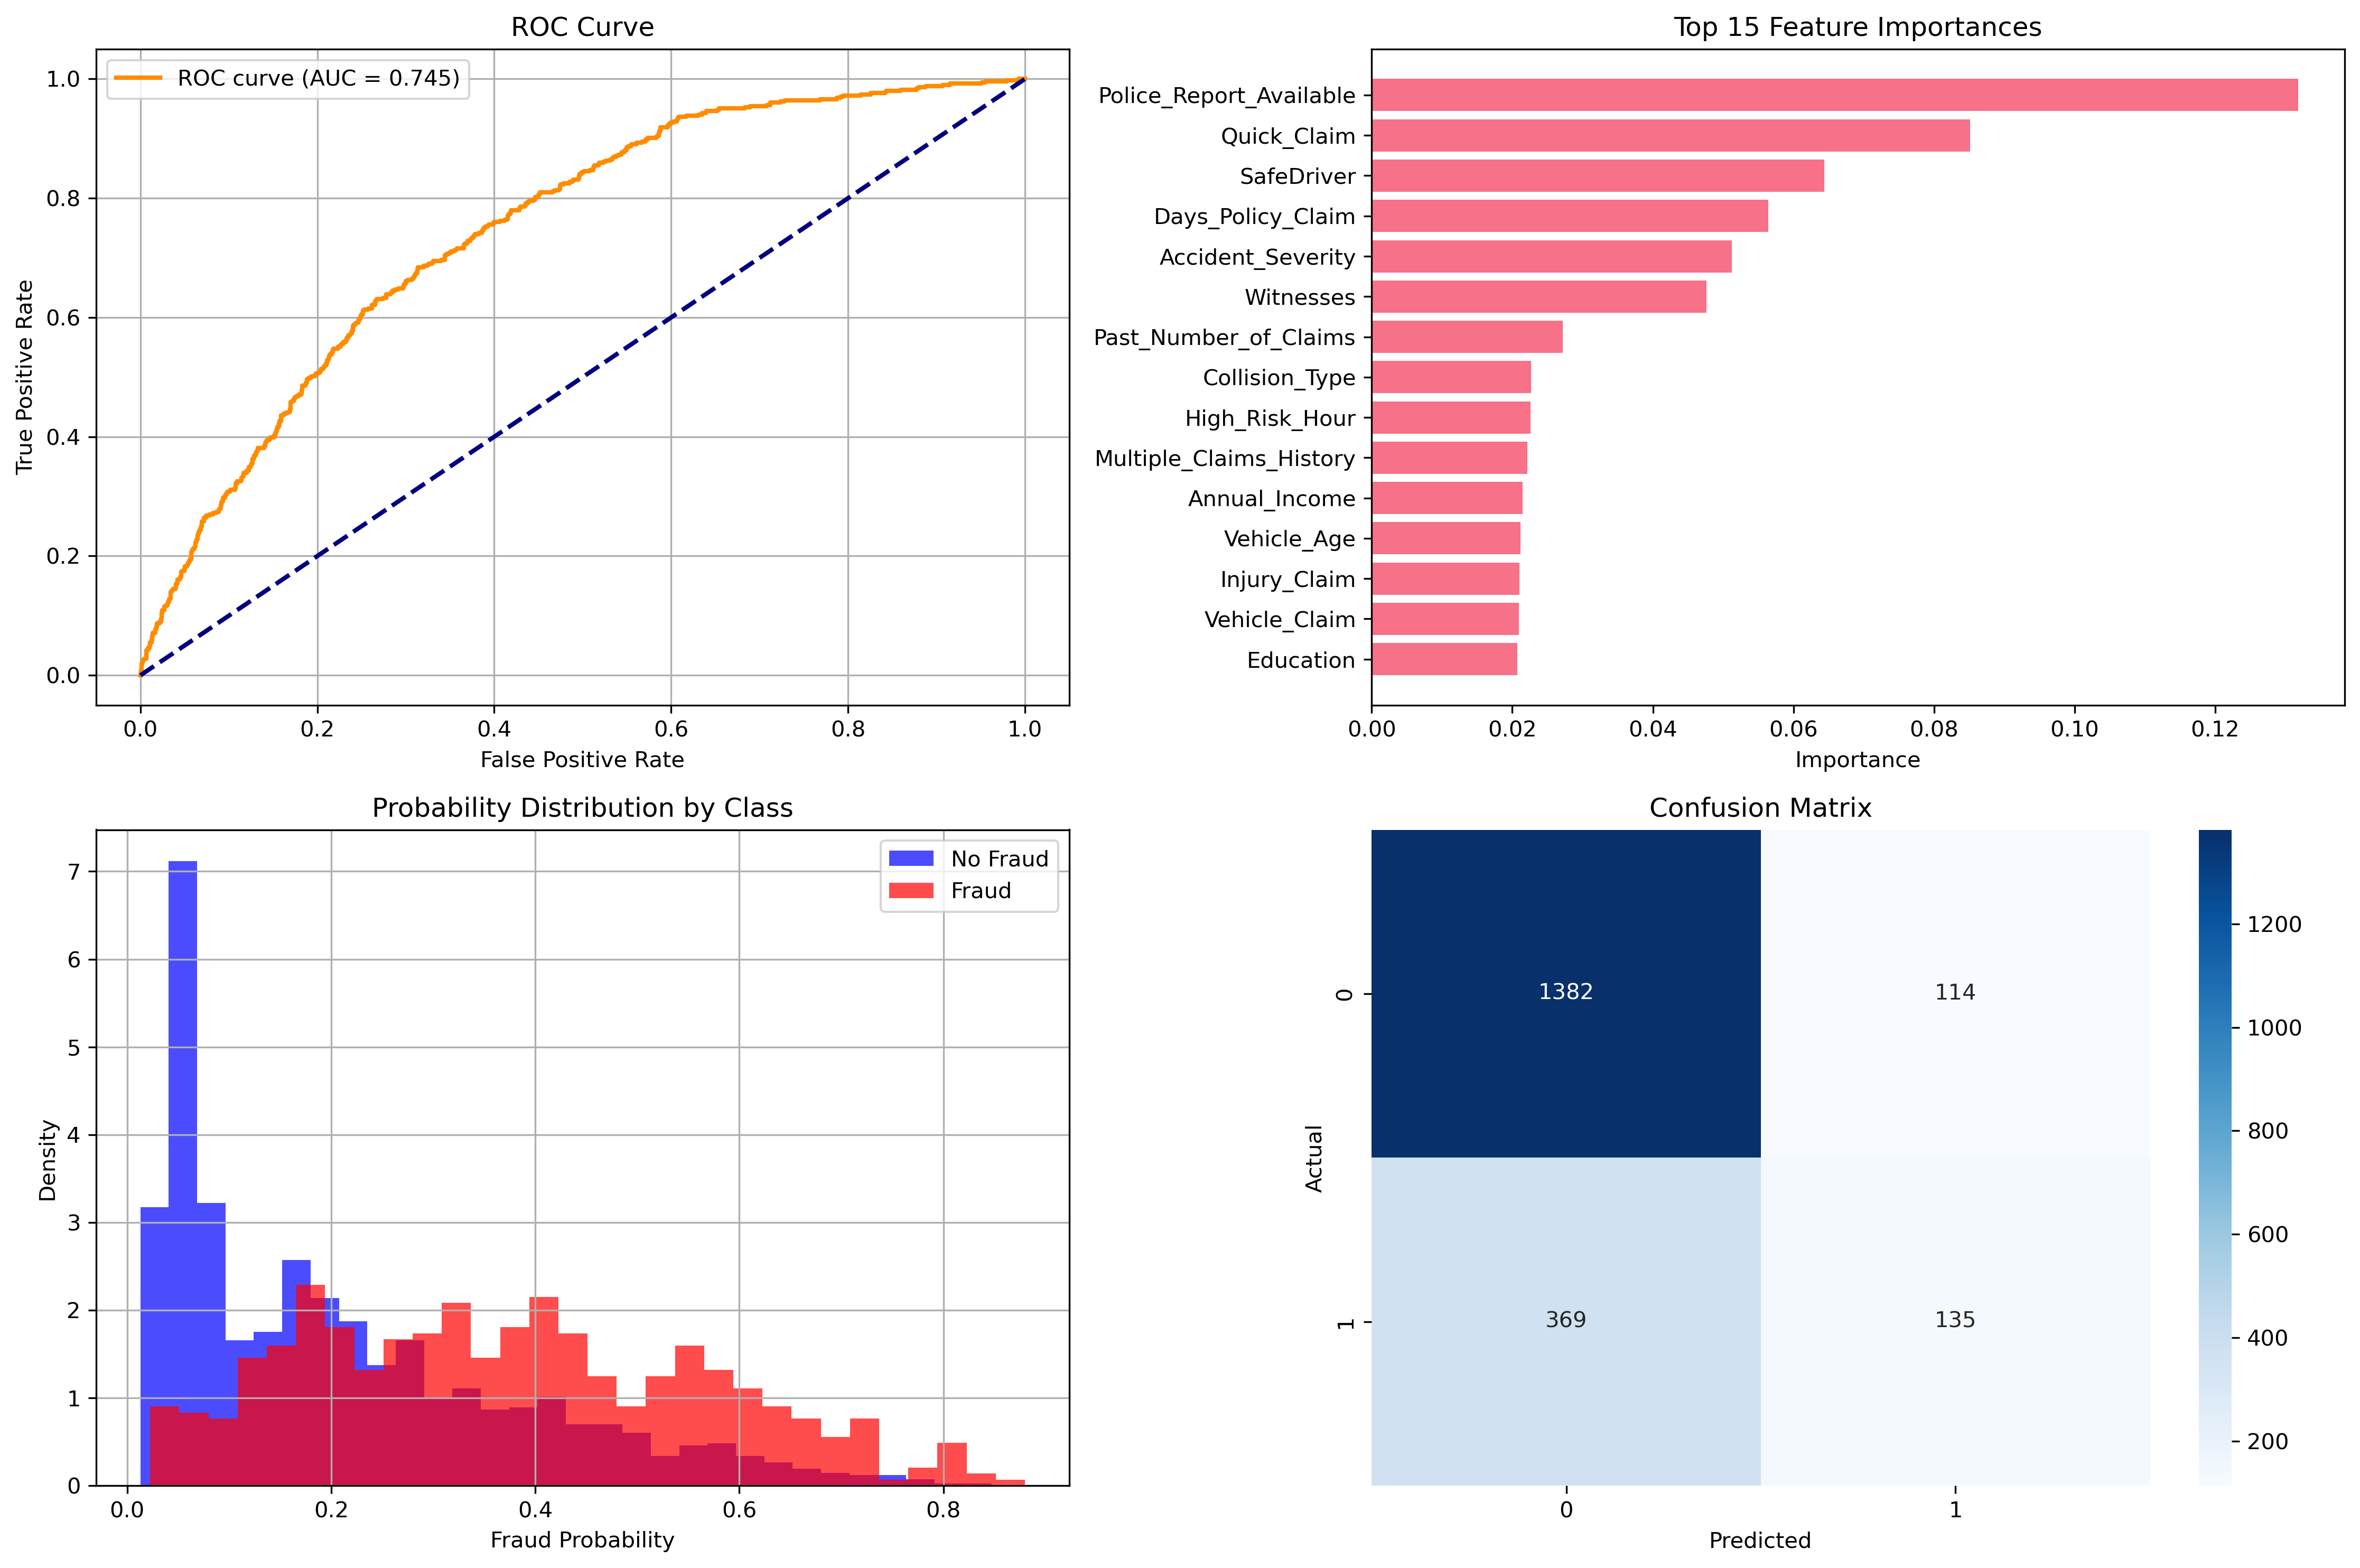 ROC Curve
ROC curve (AUC = 0.745)
True Positive Rate
1.0
0.8
0.6
0.4
0.2
0.0
0.0 0.2 0.4 0.6 0.8 1.0
False Positive Rate
Top 15 Feature Importances
Police_Report_Available
Quick_Claim
SafeDriver
Days_Policy_Claim
Accident_Severity
Witnesses
Past_Number_of_Claims
Collision_Type
High_Risk_Hour
Multiple_Claims_History
Annual_Income
Vehicle_Age
Injury_Claim
Vehicle_Claim
Education
0.00 0.02 0.04 0.06 0.08 0.10 0.12
Importance
Probability Distribution by Class
No Fraud
Fraud
Density
7
6
5
4
3
2
1
0
0.0 0.2 0.4 0.6 0.8
Fraud Probability
Confusion Matrix
Actual
0
1382 114
1
369 135
0 1
Predicted
1200
1000
800
600
400
200